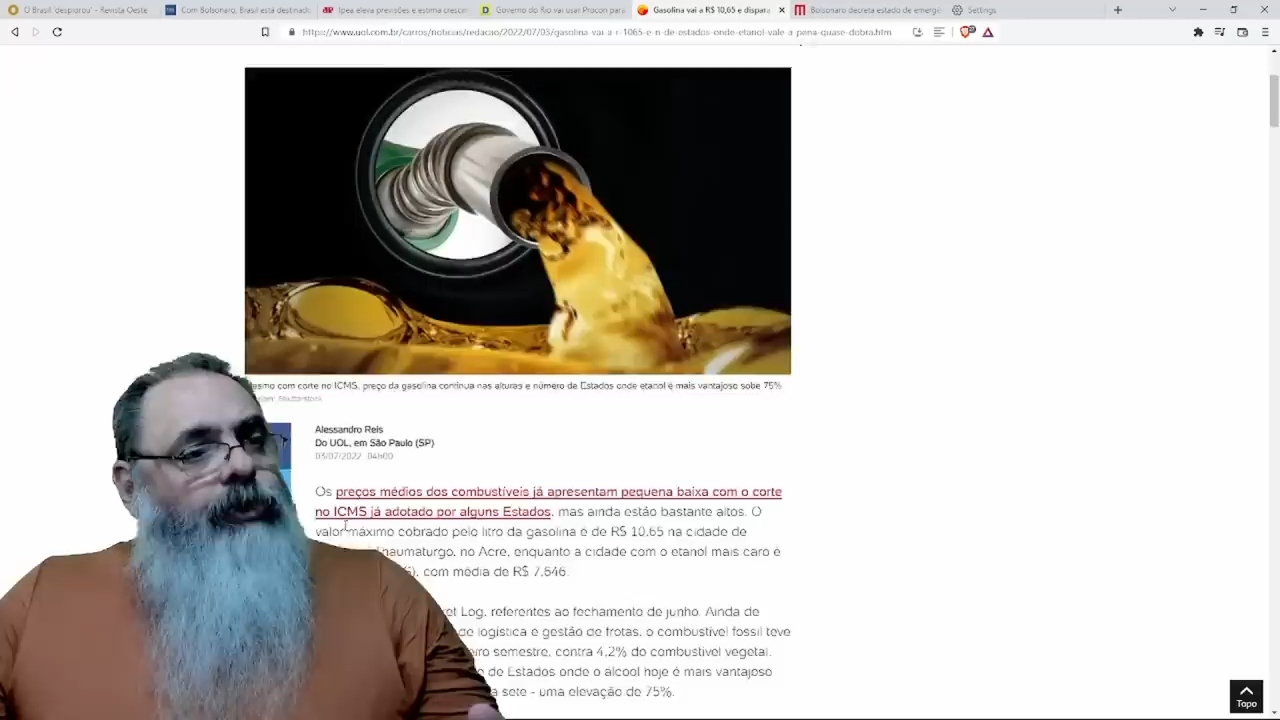 O Brasil 'desprorou' - Revista Oeste
Com Bolsonaro, Brasil está destinado
Ipea eleva previsões e estima crescim
Governo do Rio vai usar Procon para
Gasolina vai a R$ 10,65 e dispara
Bolsonaro decreta estado de emergê
Settings
https://www.uol.com.br/carros/noticias/redacao/2022/07/03/gasolina-vai-a-r-1065-e-n-de-estados-onde-etanol-vale-a-pena-quase-dobra.htm
esmo com corte no ICMS, preço da gasolina continua nas alturas e número de Estados onde etanol é mais vantajoso sobe 75%
Shutterstock
Alessandro Reis
Do UOL, em São Paulo (SP)
03/07/2022 04h00
Os preços médios dos combustíveis já apresentam pequena baixa com o corte
no ICMS já adotado por alguns Estados, mas ainda estão bastante altos. O
valor máximo cobrado pelo litro da gasolina é de R$ 10,65 na cidade de
haumaturgo, no Acre, enquanto a cidade com o etanol mais caro é
), com média de R$ 7,646.
et Log, referentes ao fechamento de junho. Ainda de
de logística e gestão de frotas, o combustível fóssil teve
eiro semestre, contra 4,2% do combustível vegetal.
o de Estados onde o álcool hoje é mais vantajoso
a sete - uma elevação de 75%.
Topo